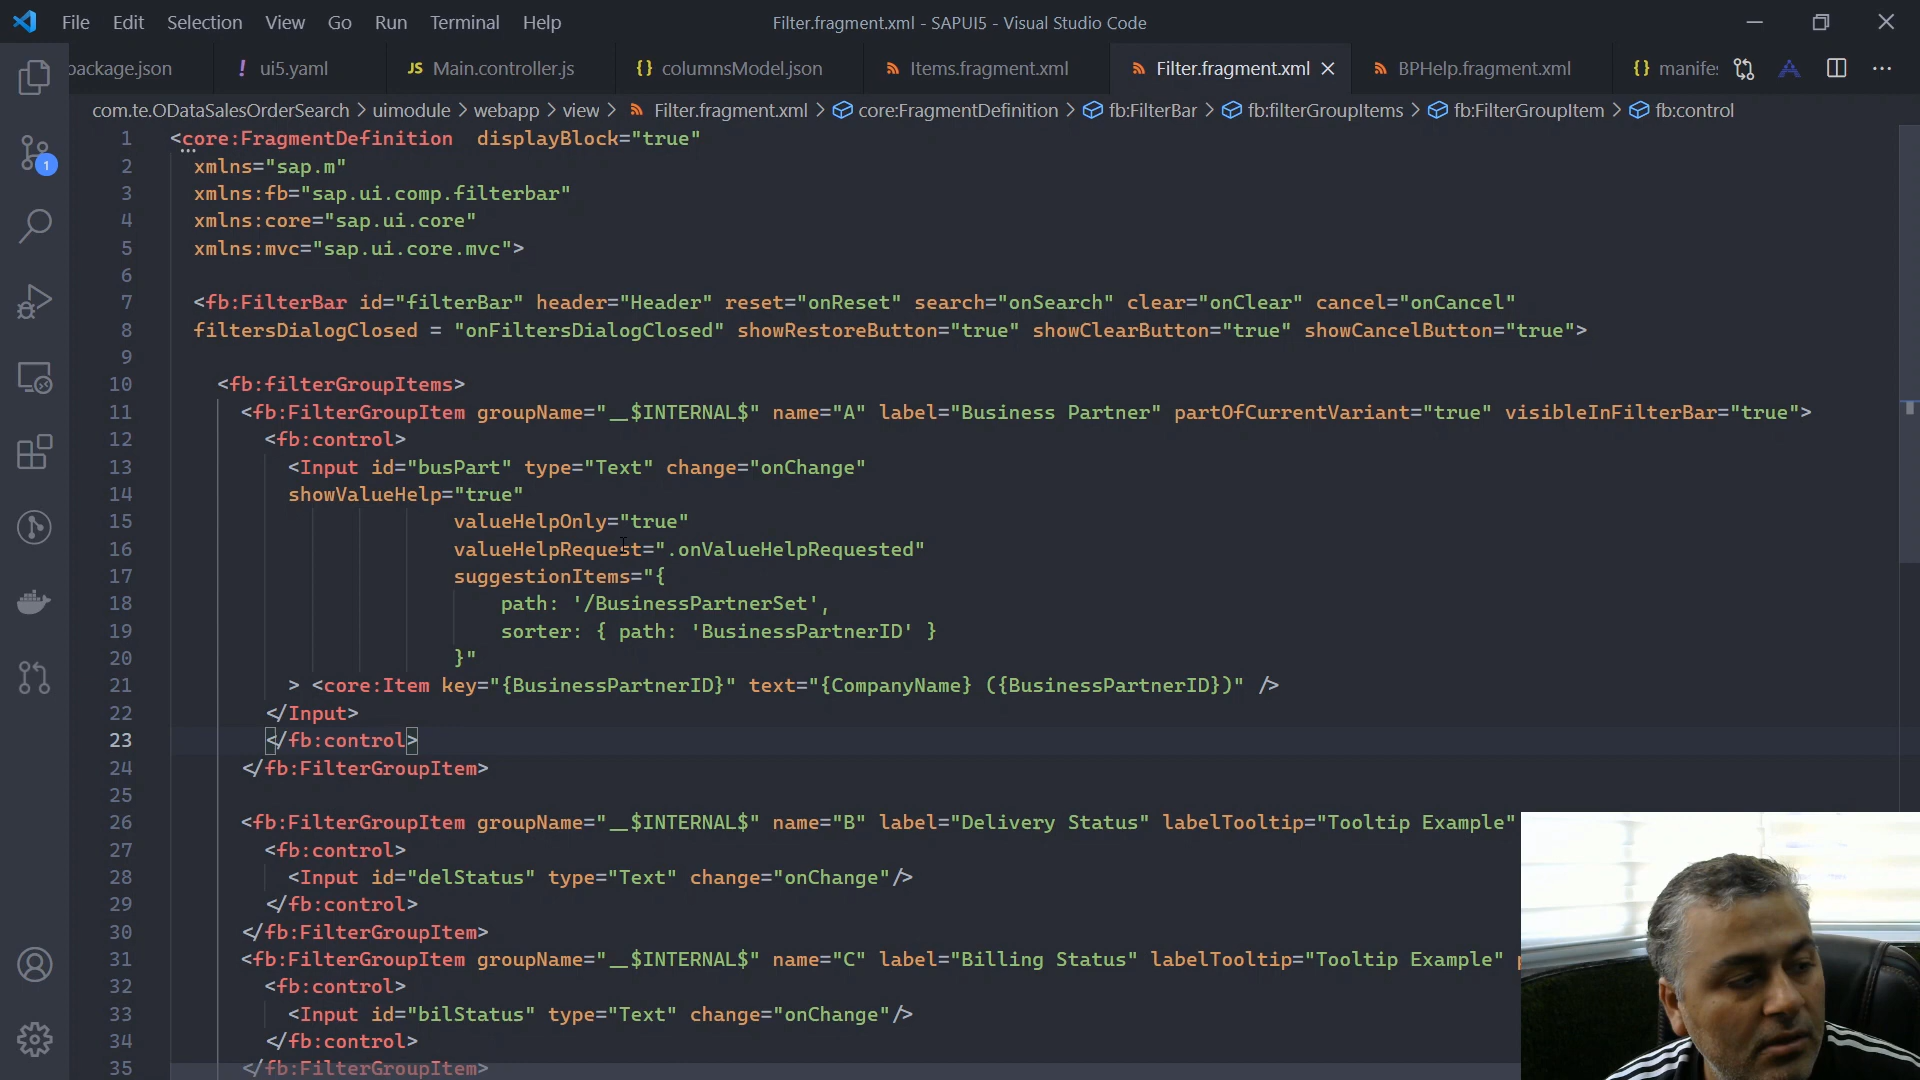 File Edit Selection View Go Run Terminal Help Filter.fragment.xml - SAPUI5 - Visual Studio Code
package.json ! ui5.yaml JS Main.controller.js {} columnsModel.json Items.fragment.xml Filter.fragment.xml BPHelp.fragment.xml {} manifes
com.te.ODataSalesOrderSearch > uimodule > webapp > view > Filter.fragment.xml > core:FragmentDefinition > fb:FilterBar > fb:filterGroupItems > fb:FilterGroupItem > fb:control
1 <core:FragmentDefinition displayBlock="true"
2 xmlns="sap.m"
3 xmlns:fb="sap.ui.comp.filterbar"
4 xmlns:core="sap.ui.core"
5 xmlns:mvc="sap.ui.core.mvc">
6
7 <fb:FilterBar id="filterBar" header="Header" reset="onReset" search="onSearch" clear="onClear" cancel="onCancel"
8 filtersDialogClosed = "onFiltersDialogClosed" showRestoreButton="true" showClearButton="true" showCancelButton="true">
9
10 <fb:filterGroupItems>
11 <fb:FilterGroupItem groupName="__$INTERNAL$" name="A" label="Business Partner" partOfCurrentVariant="true" visibleInFilterBar="true">
12 <fb:control>
13 <Input id="busPart" type="Text" change="onChange"
14 showValueHelp="true"
15 valueHelpOnly="true"
16 valueHelpRequest=".onValueHelpRequested"
17 suggestionItems="{
18 path: '/BusinessPartnerSet',
19 sorter: { path: 'BusinessPartnerID' }
20 }"
21 > <core:Item key="{BusinessPartnerID}" text="{CompanyName} ({BusinessPartnerID})" />
22 </Input>
23 </fb:control>
24 </fb:FilterGroupItem>
25
26 <fb:FilterGroupItem groupName="__$INTERNAL$" name="B" label="Delivery Status" labelTooltip="Tooltip Example"
27 <fb:control>
28 <Input id="delStatus" type="Text" change="onChange"/>
29 </fb:control>
30 </fb:FilterGroupItem>
31 <fb:FilterGroupItem groupName="__$INTERNAL$" name="C" label="Billing Status" labelTooltip="Tooltip Example"
32 <fb:control>
33 <Input id="bilStatus" type="Text" change="onChange"/>
34 </fb:control>
35 </fb:FilterGroupItem>
1